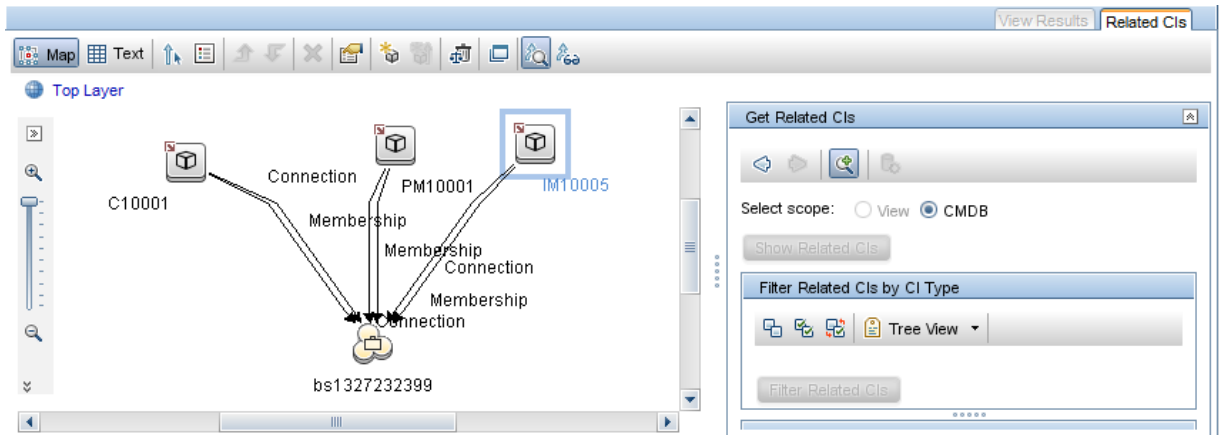 View Results Related CIs
Map Text
Top Layer
C10001
Connection
PM10001
IM10005
Membership
Membership
Connection
Membership
Connection
bs1327232399
Get Related CIs
Select scope: View CMDB
Show Related CIs
Filter Related CIs by CI Type
Tree View
Filter Related CIs